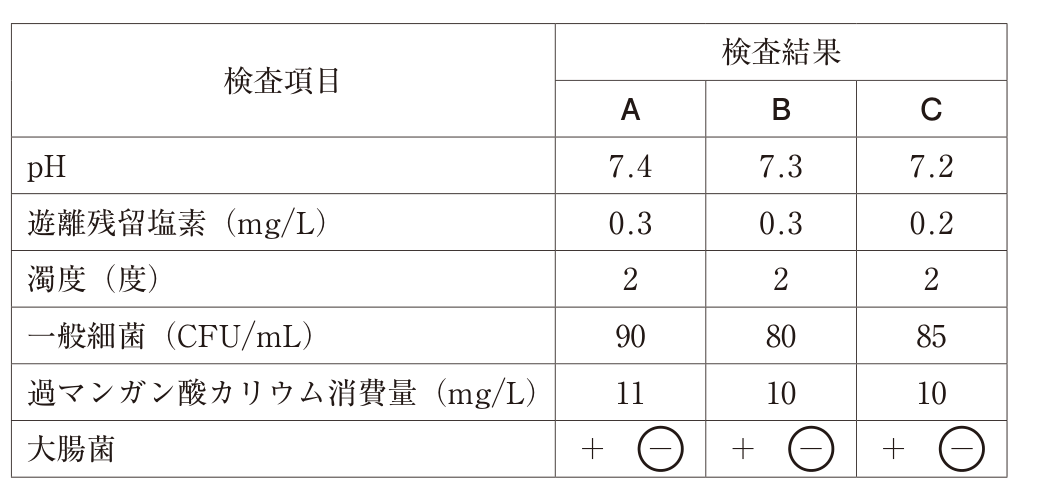 検査項目 検査結果
A B C
pH 7.4 7.3 7.2
遊離残留塩素（mg/L） 0.3 0.3 0.2
濁度（度） 2 2 2
一般細菌（CFU/mL） 90 80 85
過マンガン酸カリウム消費量（mg/L） 11 10 10
大腸菌 ＋ － ＋ － ＋ －